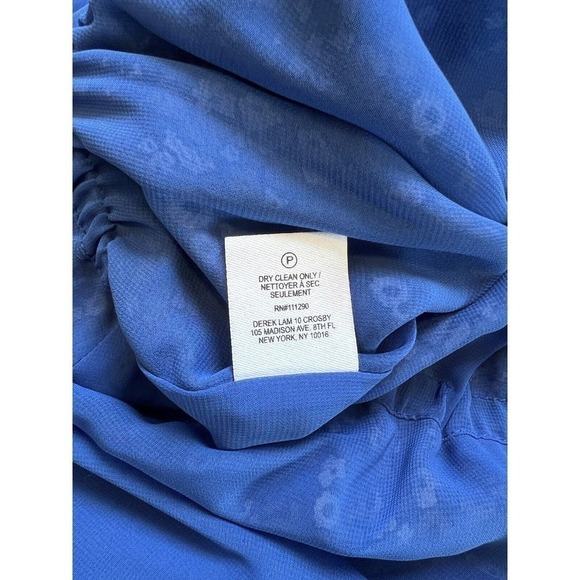 P
DRY CLEAN ONLY /
NETTOYER À SEC
SEULEMENT
RN#111290
DEREK LAM 10 CROSBY
105 MADISON AVE. 8TH FL
NEW YORK, NY 10016